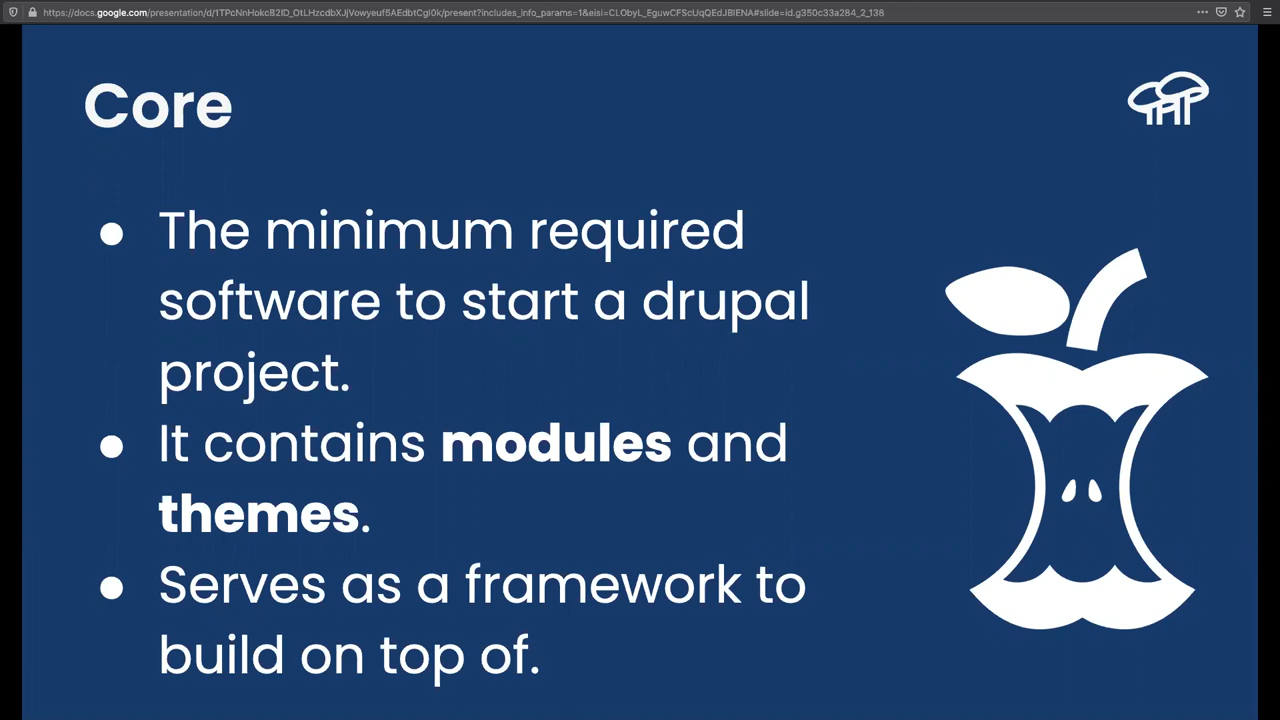 Core
● The minimum required
software to start a drupal
project.
● It contains modules and
themes.
● Serves as a framework to
build on top of.